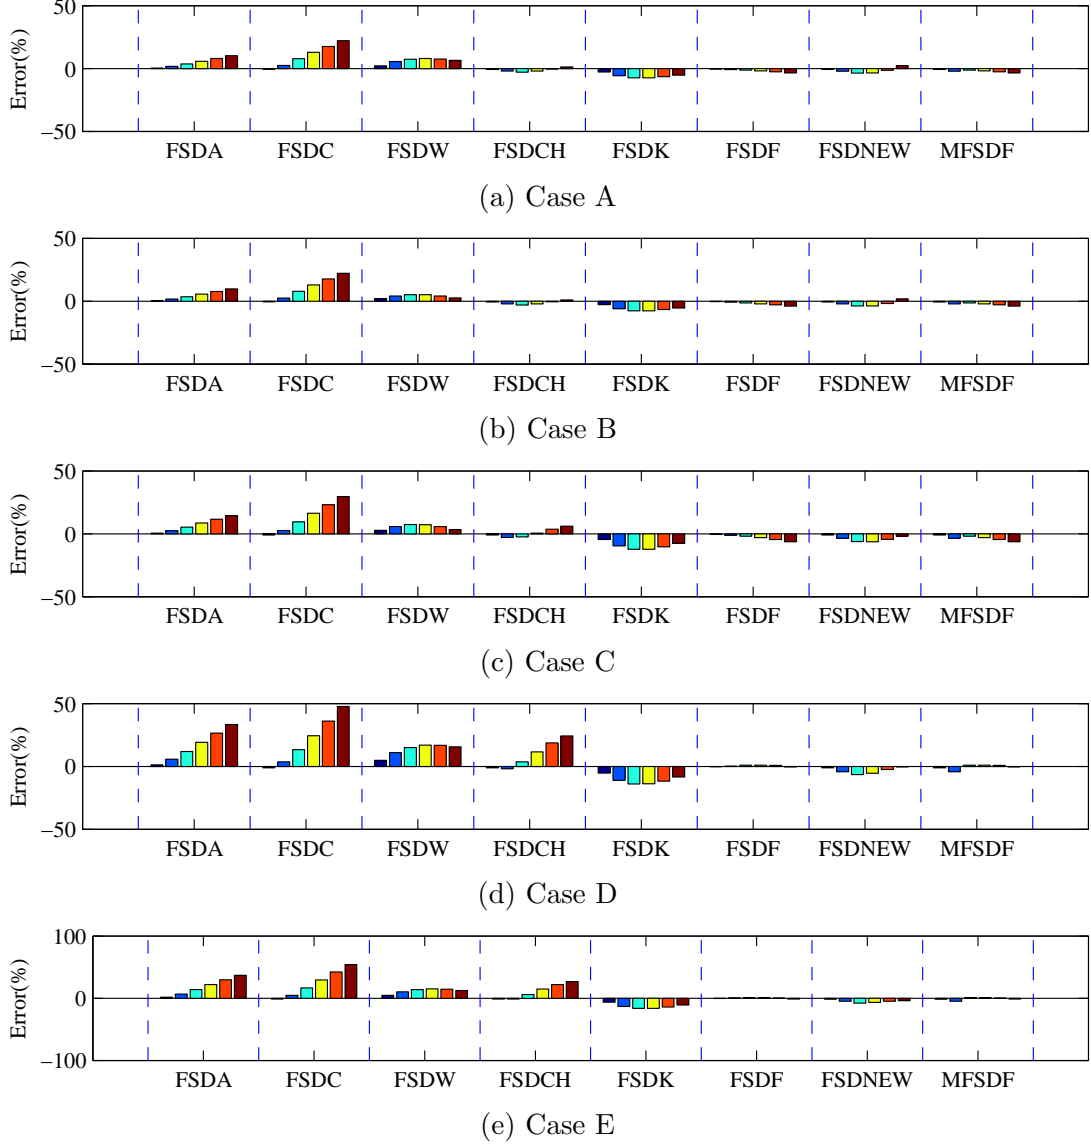 50
0
−50
Error(%)
FSDA FSDC FSDW FSDCH FSDK FSDF FSDNEW MFSDF
(a) Case A
50
0
−50
Error(%)
FSDA FSDC FSDW FSDCH FSDK FSDF FSDNEW MFSDF
(b) Case B
50
0
−50
Error(%)
FSDA FSDC FSDW FSDCH FSDK FSDF FSDNEW MFSDF
(c) Case C
50
0
−50
Error(%)
FSDA FSDC FSDW FSDCH FSDK FSDF FSDNEW MFSDF
(d) Case D
100
0
−100
Error(%)
FSDA FSDC FSDW FSDCH FSDK FSDF FSDNEW MFSDF
(e) Case E